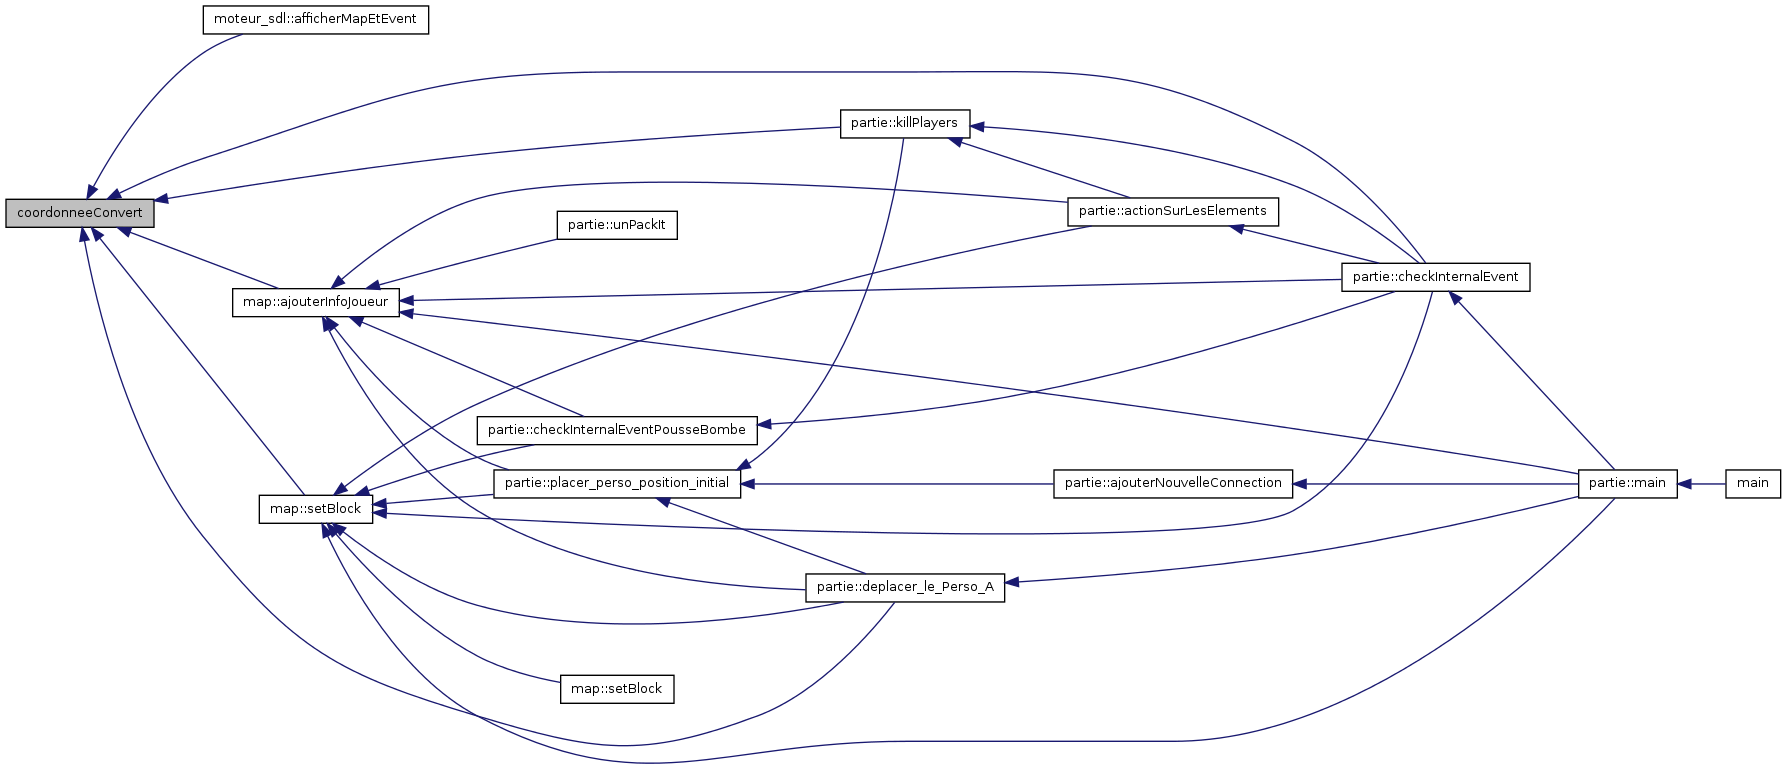 moteur_sdl::afficherMapEtEvent
partie::killPlayers
coordonneeConvert
partie::actionSurLesElements
partie::unPackIt
partie::checkInternalEvent
map::ajouterInfoJoueur
partie::checkInternalEventPousseBombe
partie::placer_perso_position_initial
partie::ajouterNouvelleConnection
partie::main
main
map::setBlock
partie::deplacer_le_Perso_A
map::setBlock